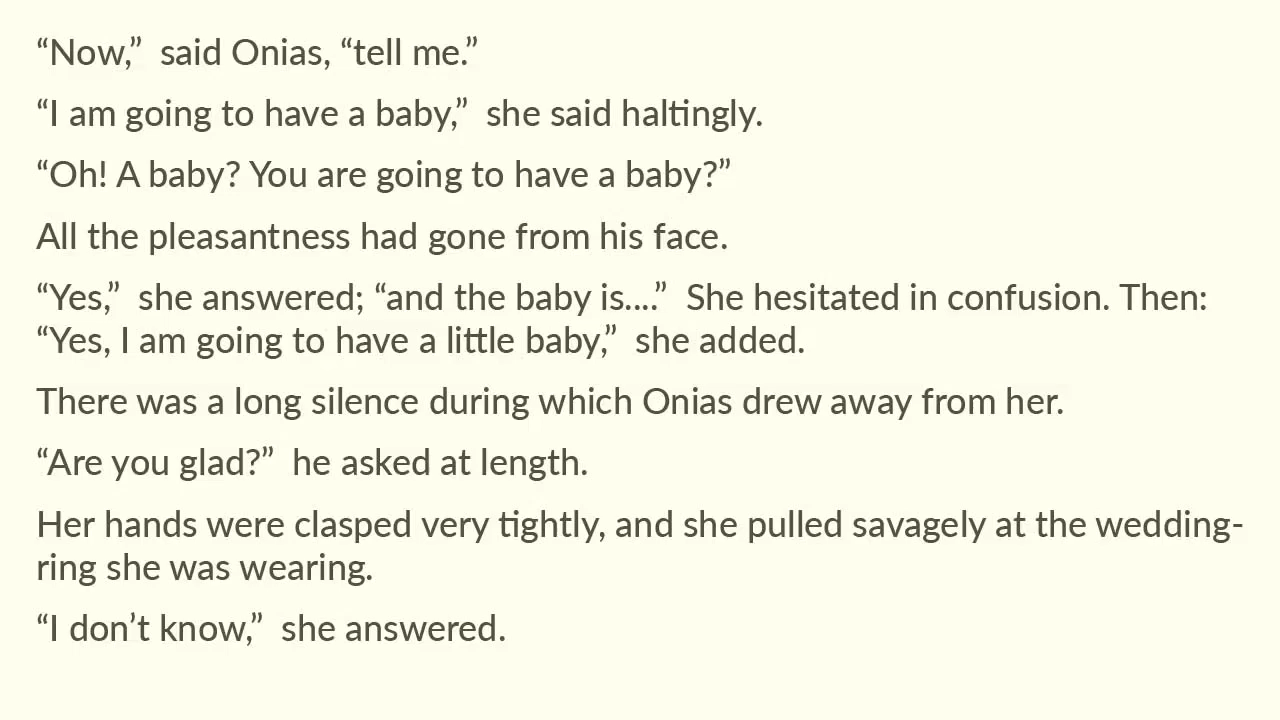 “Now,”  said Onias, “tell me.”
“I am going to have a baby,”  she said haltingly.
“Oh! A baby? You are going to have a baby?”
All the pleasantness had gone from his face.
“Yes,”  she answered; “and the baby is....”  She hesitated in confusion. Then:
“Yes, I am going to have a little baby,”  she added.
There was a long silence during which Onias drew away from her.
“Are you glad?”  he asked at length.
Her hands were clasped very tightly, and she pulled savagely at the wedding-
ring she was wearing.
“I don’t know,”  she answered.